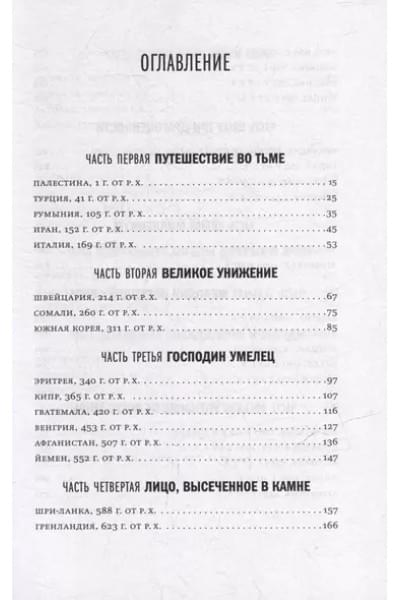 ОГЛАВЛЕНИЕ
ЧАСТЬ ПЕРВАЯ ПУТЕШЕСТВИЕ ВО ТЬМЕ
ПАЛЕСТИНА, 1 Г. ОТ Р. Х. 15
ТУРЦИЯ, 41 Г. ОТ Р. Х. 25
РУМЫНИЯ, 105 Г. ОТ Р. Х. 35
ИРАН, 152 Г. ОТ Р. Х. 45
ИТАЛИЯ, 169 Г. ОТ Р. Х. 53
ЧАСТЬ ВТОРАЯ ВЕЛИКОЕ УНИЖЕНИЕ
ШВЕЙЦАРИЯ, 214 Г. ОТ Р. Х. 67
СОМАЛИ, 260 Г. ОТ Р. Х. 75
ЮЖНАЯ КОРЕЯ, 311 Г. ОТ Р. Х. 85
ЧАСТЬ ТРЕТЬЯ ГОСПОДИН УМЕЛЕЦ
ЭРИТРЕЯ, 340 Г. ОТ Р. Х. 97
КИПР, 365 Г. ОТ Р. Х. 107
ГВАТЕМАЛА, 420 Г. ОТ Р. Х. 116
ВЕНГРИЯ, 453 Г. ОТ Р. Х. 127
АФГАНИСТАН, 507 Г. ОТ Р. Х. 136
ЙЕМЕН, 552 Г. ОТ Р. Х. 147
ЧАСТЬ ЧЕТВЕРТАЯ ЛИЦО, ВЫСЕЧЕННОЕ В КАМНЕ
ШРИ-ЛАНКА, 588 Г. ОТ Р. Х. 157
ГРЕНЛАНДИЯ, 623 Г. ОТ Р. Х. 166